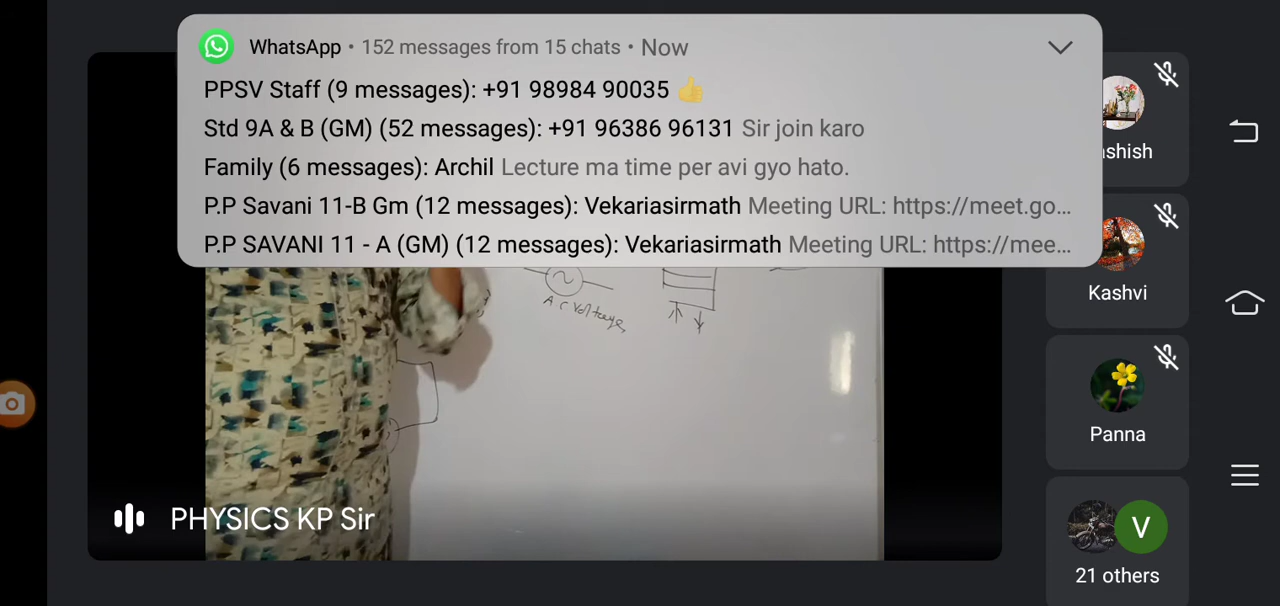 WhatsApp • 152 messages from 15 chats • Now
PPSV Staff (9 messages): +91 98984 90035 👍
Std 9A & B (GM) (52 messages): +91 96386 96131 Sir join karo
Family (6 messages): Archil Lecture ma time per avi gyo hato.
P.P Savani 11-B Gm (12 messages): Vekariasirmath Meeting URL: https://meet.go...
P.P SAVANI 11 - A (GM) (12 messages): Vekariasirmath Meeting URL: https://mee...
shish
Kashvi
AC Voltage,
Panna
PHYSICS KP Sir
V
21 others